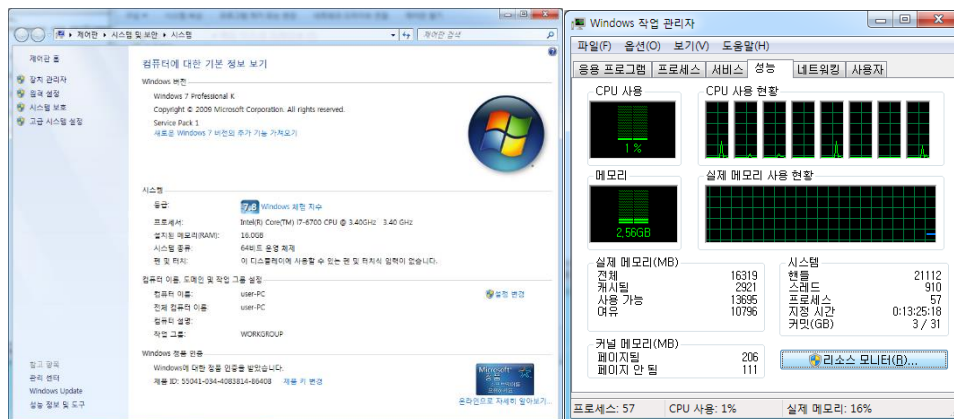 제어판 ▸ 시스템 및 보안 ▸ 시스템
제어판 검색
제어판 홈
장치 관리자
원격 설정
시스템 보호
고급 시스템 설정
컴퓨터에 대한 기본 정보 보기
Windows 버전
Windows 7 Professional K
Copyright © 2009 Microsoft Corporation. All rights reserved.
Service Pack 1
새로운 Windows 7 버전의 추가 기능 가져오기
시스템
등급: 7.8 Windows 체험 지수
프로세서: Intel(R) Core(TM) i7-6700 CPU @ 3.40GHz 3.40 GHz
설치된 메모리(RAM): 16.0GB
시스템 종류: 64비트 운영 체제
펜 및 터치: 이 디스플레이에 사용할 수 있는 펜 및 터치식 입력이 없습니다.
컴퓨터 이름, 도메인 및 작업 그룹 설정
컴퓨터 이름: user-PC
설정 변경
전체 컴퓨터 이름: user-PC
컴퓨터 설명:
작업 그룹: WORKGROUP
Windows 정품 인증
Windows에 대한 정품 인증을 받았습니다.
제품 ID: 55041-034-4083814-86408 제품 키 변경
Microsoft
정품
온라인으로 자세히 알아보기...
참고 항목
관리 센터
Windows Update
성능 정보 및 도구
Windows 작업 관리자
파일(F) 옵션(O) 보기(V) 도움말(H)
응용 프로그램 프로세스 서비스 성능 네트워킹 사용자
CPU 사용
CPU 사용 현황
1 %
메모리
실제 메모리 사용 현황
2,56GB
실제 메모리(MB)
전체 16319
캐시됨 2921
사용 가능 13695
여유 10796
시스템
핸들 21112
스레드 910
프로세스 57
지정 시간 0:13:25:18
커밋(GB) 3 / 31
커널 메모리(MB)
페이지됨 206
페이지 안 됨 111
리소스 모니터(R)...
프로세스: 57 CPU 사용: 1% 실제 메모리: 16%